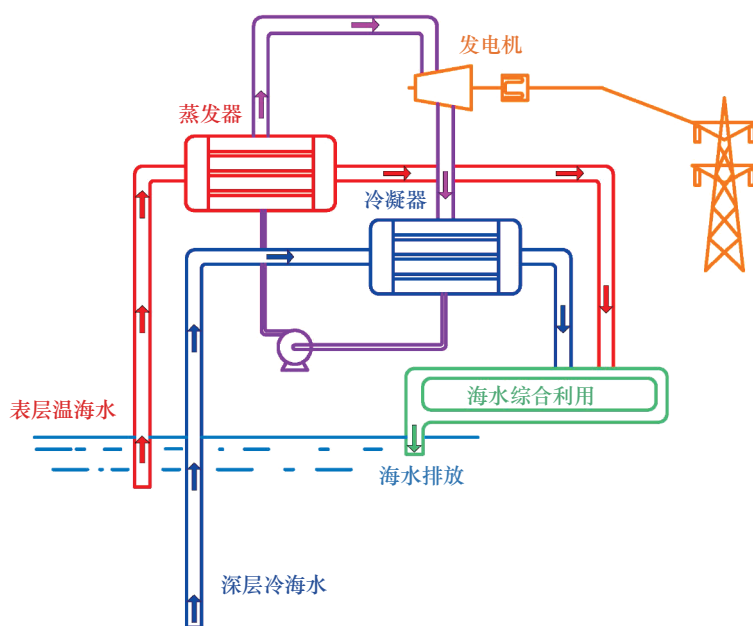 发电机
蒸发器
冷凝器
海水综合利用
表层温海水
海水排放
深层冷海水